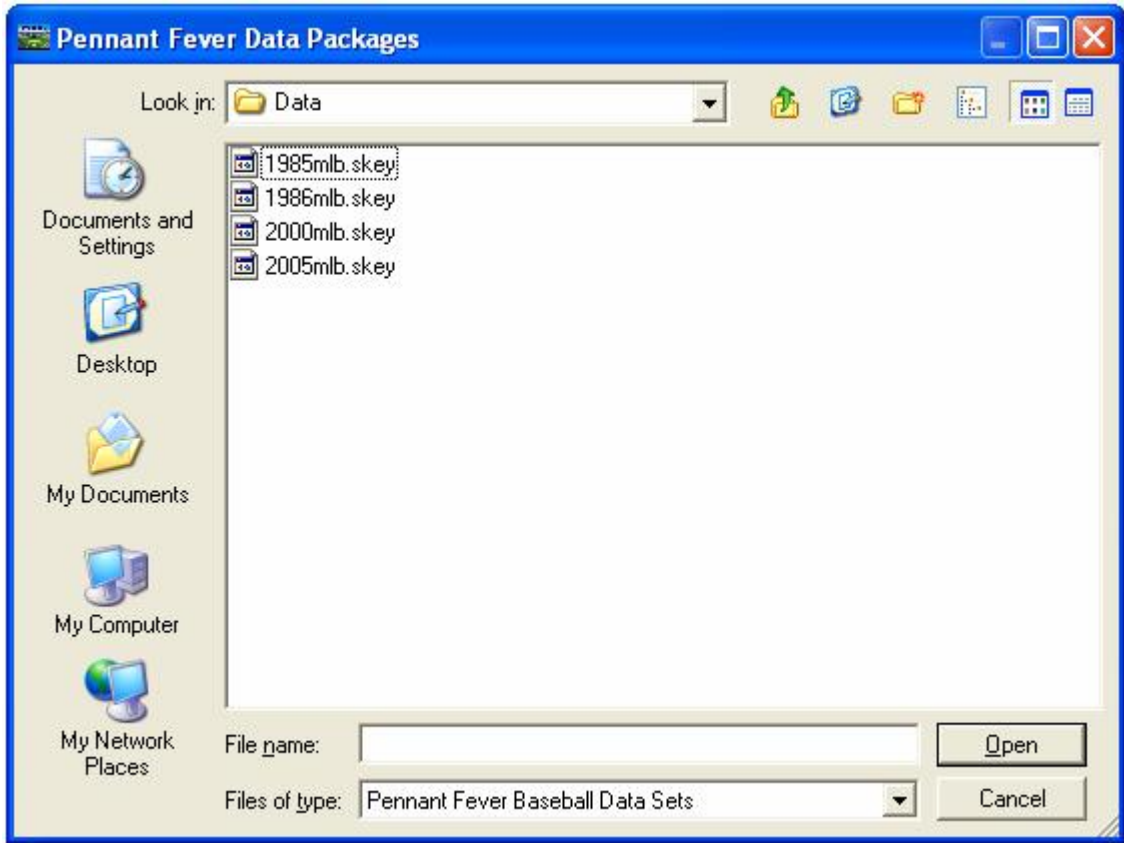 Pennant Fever Data Packages
Look in: Data
1985mlb.skey
1986mlb.skey
2000mlb.skey
2005mlb.skey
Documents and
Settings
Desktop
My Documents
My Computer
My Network
Places
File name:
Open
Files of type: Pennant Fever Baseball Data Sets
Cancel